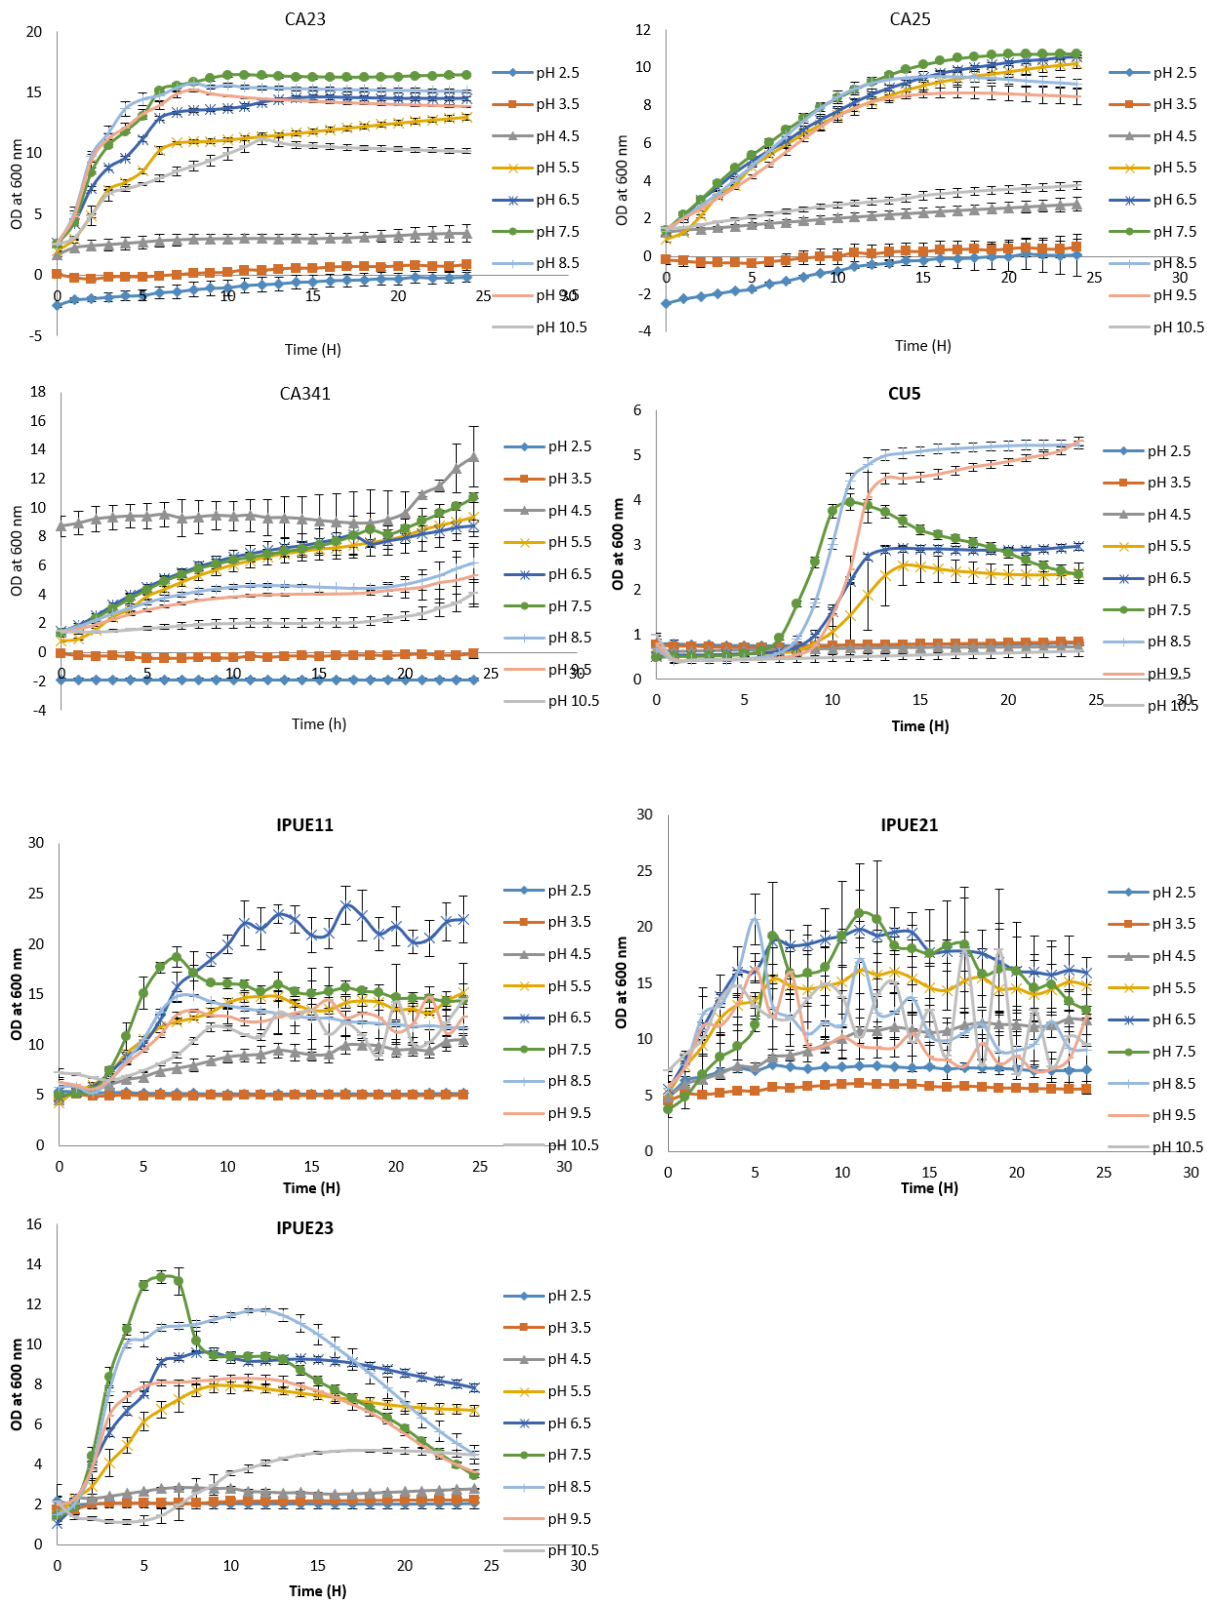 CA23
20
15
10
5
0
-5
OD at 600 nm
0
5
10
15
20
25
30
Time (H)
pH 2.5
pH 3.5
pH 4.5
pH 5.5
pH 6.5
pH 7.5
pH 8.5
pH 9.5
pH 10.5
CA25
12
10
8
6
4
2
0
-2
-4
OD at 600 nm
0
5
10
15
20
25
30
Time (H)
pH 2.5
pH 3.5
pH 4.5
pH 5.5
pH 6.5
pH 7.5
pH 8.5
pH 9.5
pH 10.5
CA341
18
16
14
12
10
8
6
4
2
0
-2
-4
OD at 600 nm
0
5
10
15
20
25
30
Time (h)
pH 2.5
pH 3.5
pH 4.5
pH 5.5
pH 6.5
pH 7.5
pH 8.5
pH 9.5
pH 10.5
CU5
6
5
4
3
2
1
0
OD at 600 nm
0
5
10
15
20
25
30
Time (H)
pH 2.5
pH 3.5
pH 4.5
pH 5.5
pH 6.5
pH 7.5
pH 8.5
pH 9.5
pH 10.5
IPUE11
30
25
20
15
10
5
0
OD at 600 nm
0
5
10
15
20
25
30
Time (H)
pH 2.5
pH 3.5
pH 4.5
pH 5.5
pH 6.5
pH 7.5
pH 8.5
pH 9.5
pH 10.5
IPUE21
30
25
20
15
10
5
0
OD at 600 nm
0
5
10
15
20
25
30
Time (H)
pH 2.5
pH 3.5
pH 4.5
pH 5.5
pH 6.5
pH 7.5
pH 8.5
pH 9.5
pH 10.5
IPUE23
16
14
12
10
8
6
4
2
0
OD at 600 nm
0
5
10
15
20
25
30
Time (H)
pH 2.5
pH 3.5
pH 4.5
pH 5.5
pH 6.5
pH 7.5
pH 8.5
pH 9.5
pH 10.5